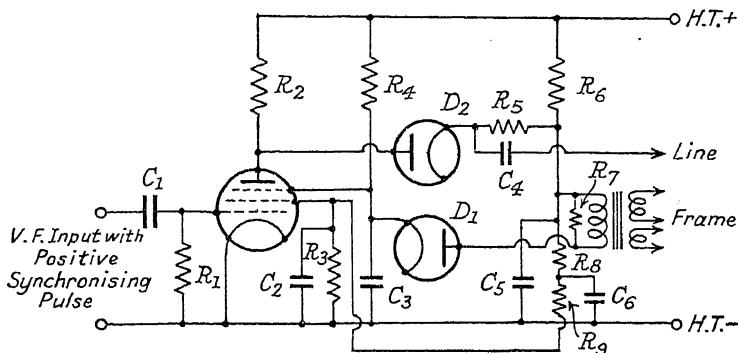 H.T.+
R2
R4
R6
D2
R5
C4
Line
C1
R7
Frame
V.F. Input with
Positive
Synchronising
Pulse
R1
C2
R3
D1
C3
C5
R8
C6
R9
H.T.-